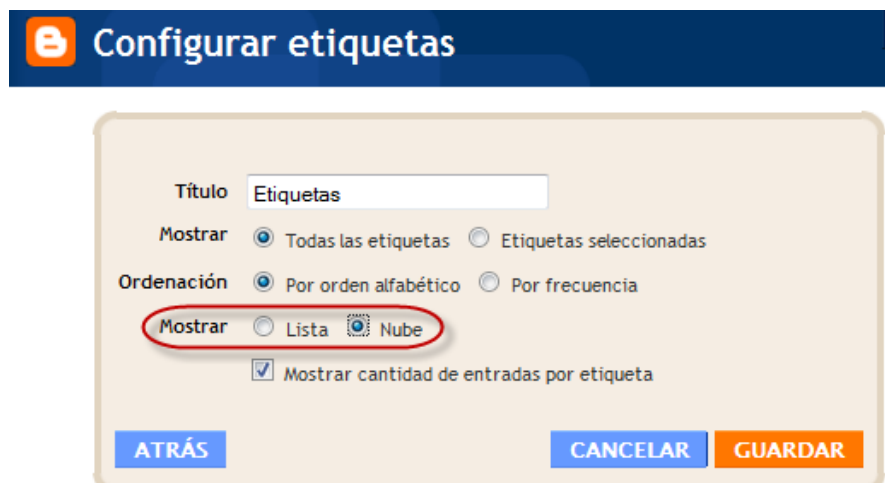 Configurar etiquetas
Título Etiquetas
Mostrar Todas las etiquetas Etiquetas seleccionadas
Ordenación Por orden alfabético Por frecuencia
Mostrar Lista Nube
Mostrar cantidad de entradas por etiqueta
ATRÁS CANCELAR GUARDAR